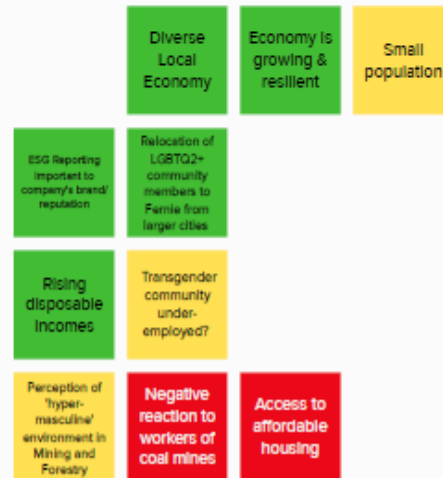 Diverse
Local
Economy
Economy is
growing &
resilient
Small
population
ESG Reporting
Important to
company's brand/
reputation
Relocation of
LGBTQ2+
community
members to
Fernie from
larger cities
Rising
disposable
incomes
Transgender
community
under-
employed?
Perception of
'hyper-
masculine'
environment in
Mining and
Forestry
Negative
reaction to
workers of
coal mines
Access to
affordable
housing